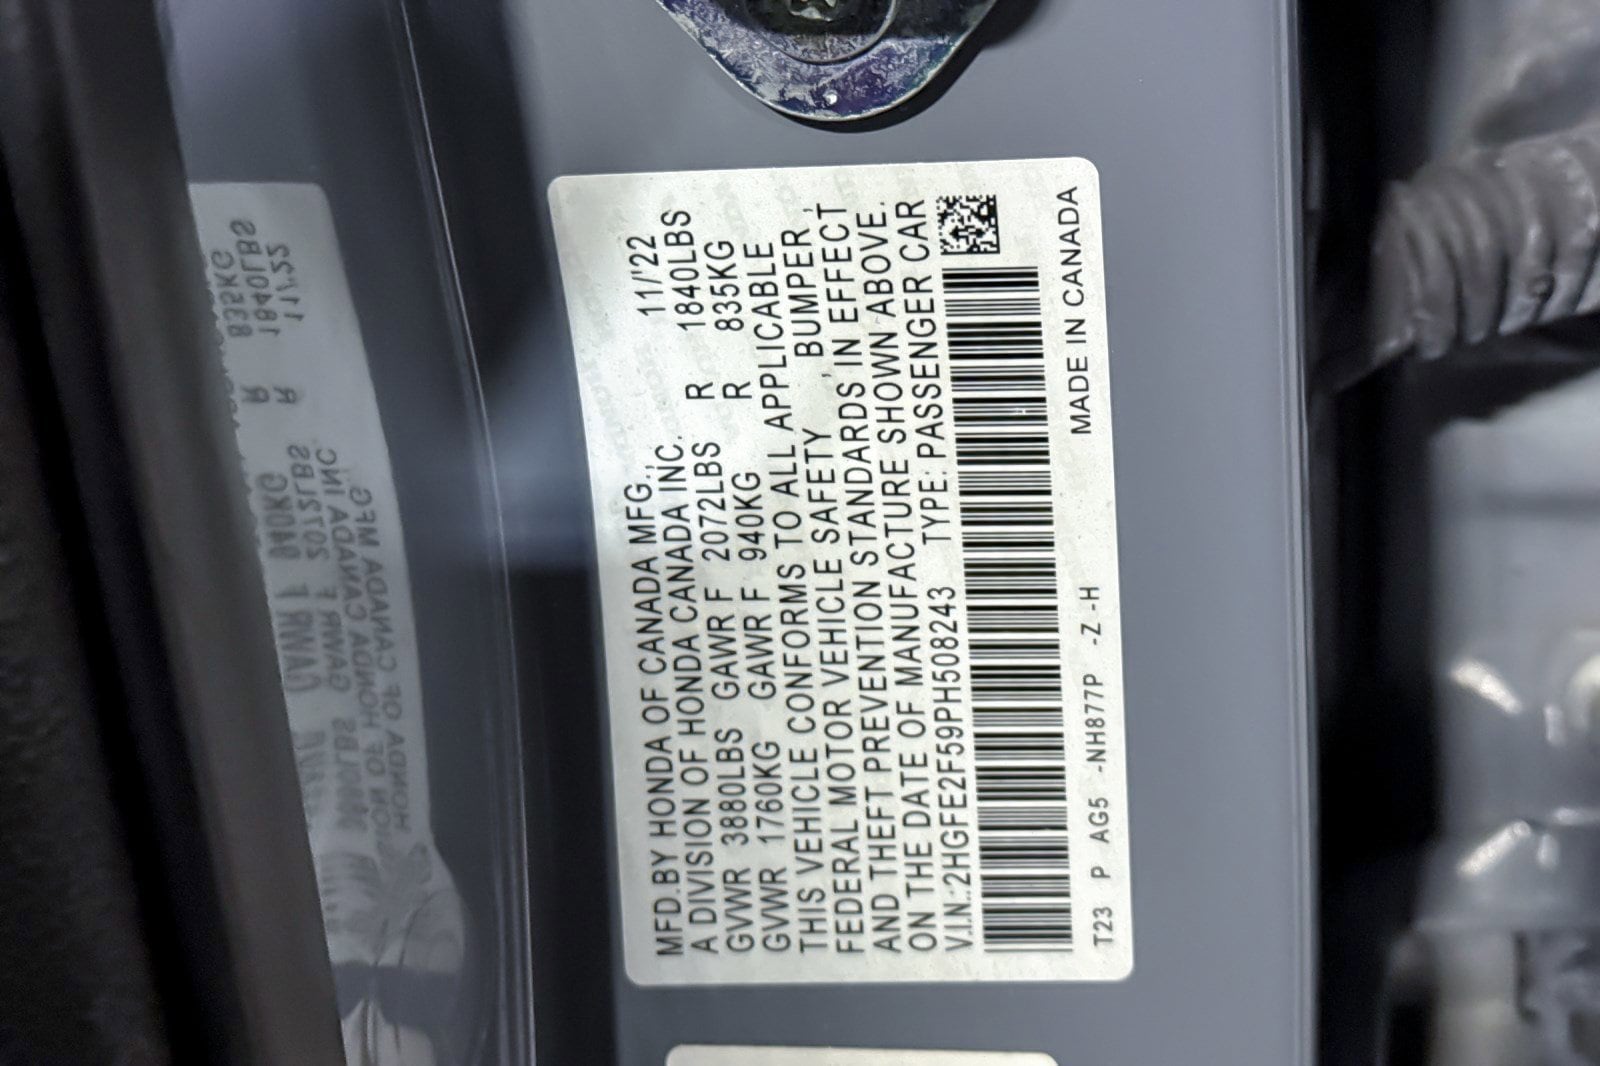 MFD.BY HONDA OF CANADA MFG., 11/'22
A DIVISION OF HONDA CANADA INC.
GVWR 3880LBS GAWR F 2072LBS R 1840LBS
GVWR 1760KG GAWR F 940KG R 835KG
THIS VEHICLE CONFORMS TO ALL APPLICABLE
FEDERAL MOTOR VEHICLE SAFETY , BUMPER ,
AND THEFT PREVENTION STANDARDS IN EFFECT
ON THE DATE OF MANUFACTURE SHOWN ABOVE.
V.I.N.:2HGFE2F59PH508243 TYPE: PASSENGER CAR
T23 P AG5 -NH877P -Z -H MADE IN CANADA